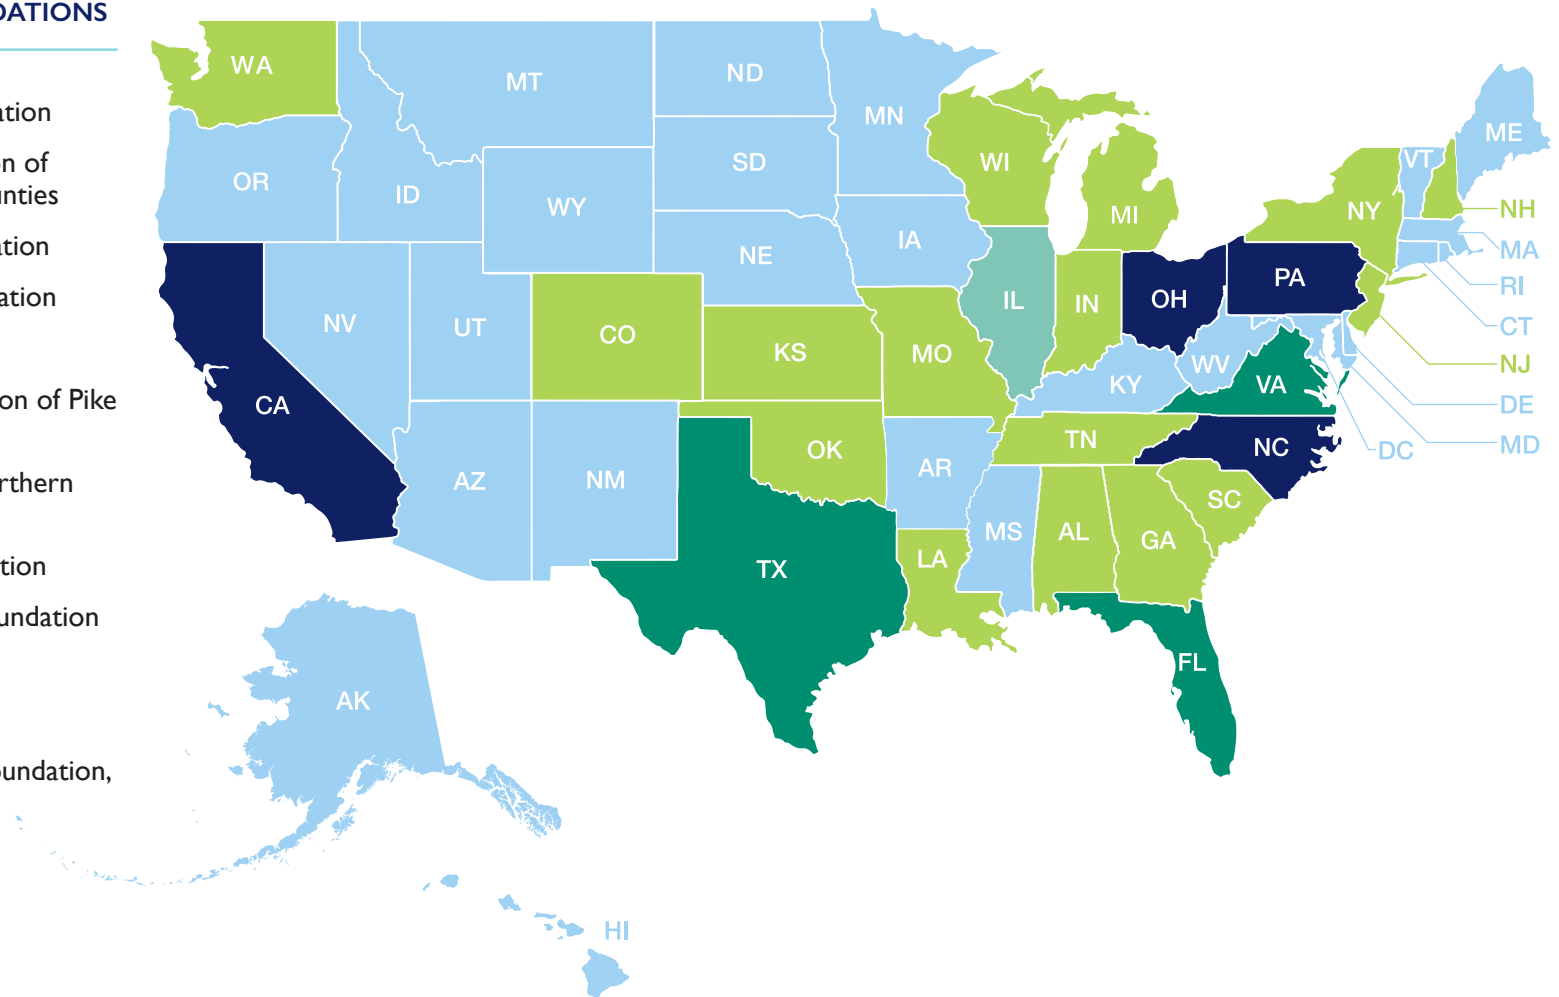 DATIONS
ation
on of
unties
ation
ation
on of Pike
rthern
tion
undation
oundation,
WA
MT
ND
MN
OR
ID
SD
WI
WY
MI
NE
IA
NY
VT
ME
NH
MA
RI
CT
NJ
DE
MD
DC
NV
UT
CO
KS
MO
IL
IN
OH
PA
CA
KY
WV
VA
AZ
NM
OK
AR
TN
NC
SC
TX
LA
MS
AL
GA
FL
AK
HI